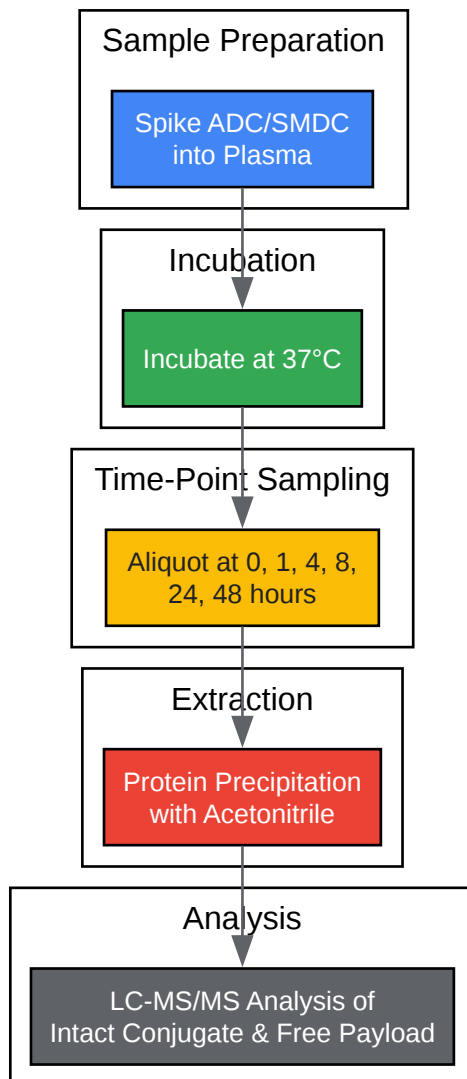 Sample Preparation
Spike ADC/SMDC
into Plasma
Incubation
Incubate at 37°C
Time-Point Sampling
Aliquot at 0, 1, 4, 8,
24, 48 hours
Extraction
Protein Precipitation
with Acetonitrile
Analysis
LC-MS/MS Analysis of
Intact Conjugate & Free Payload